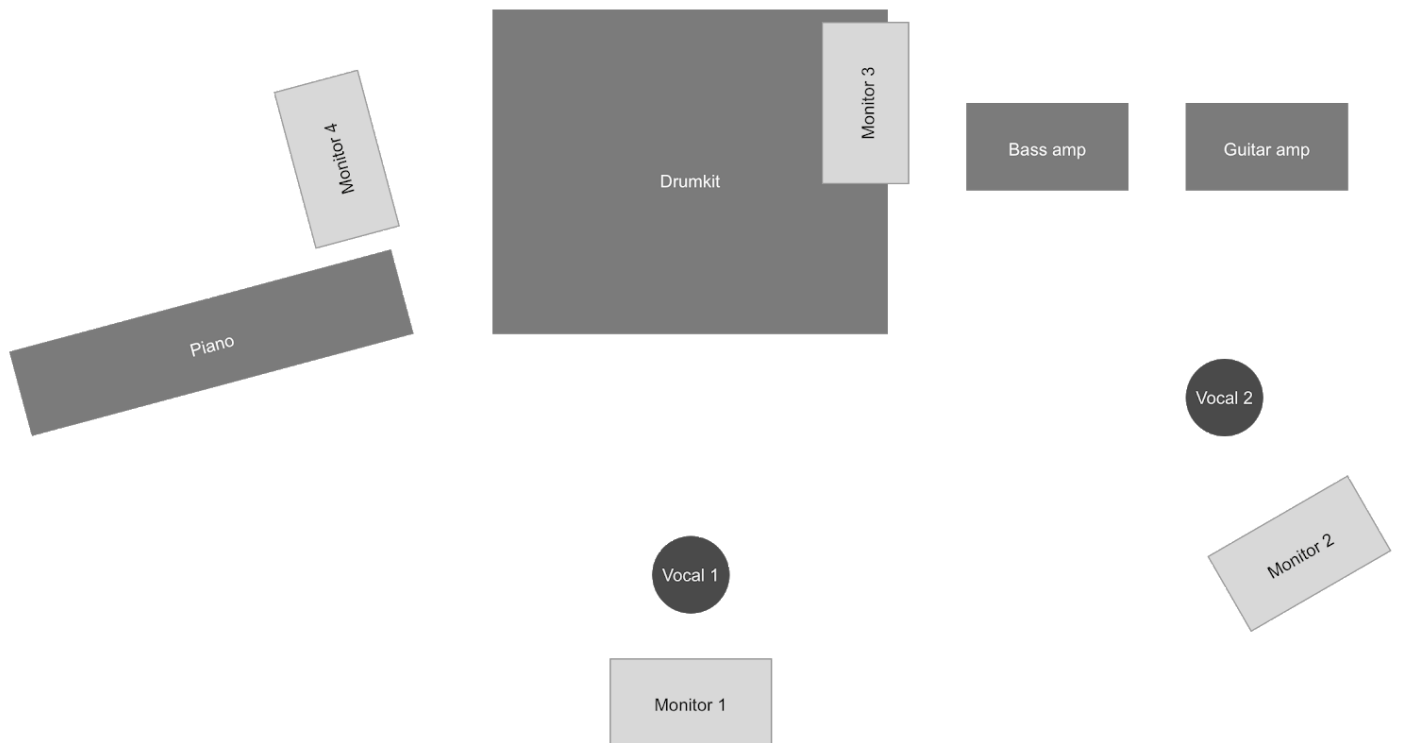 Monitor 4
Monitor 3
Bass amp
Guitar amp
Drumkit
Piano
Vocal 2
Monitor 2
Vocal 1
Monitor 1